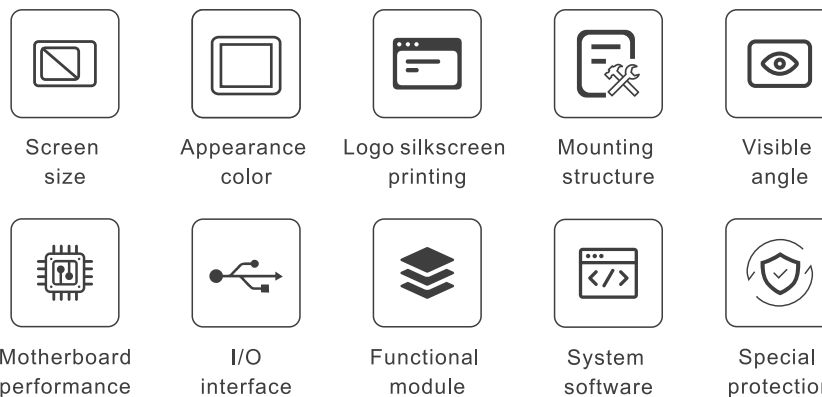 Screen
size
Appearance
color
Logo silkscreen
printing
Mounting
structure
Visible
angle
Motherboard
performance
I/O
interface
Functional
module
System
software
Special
protection